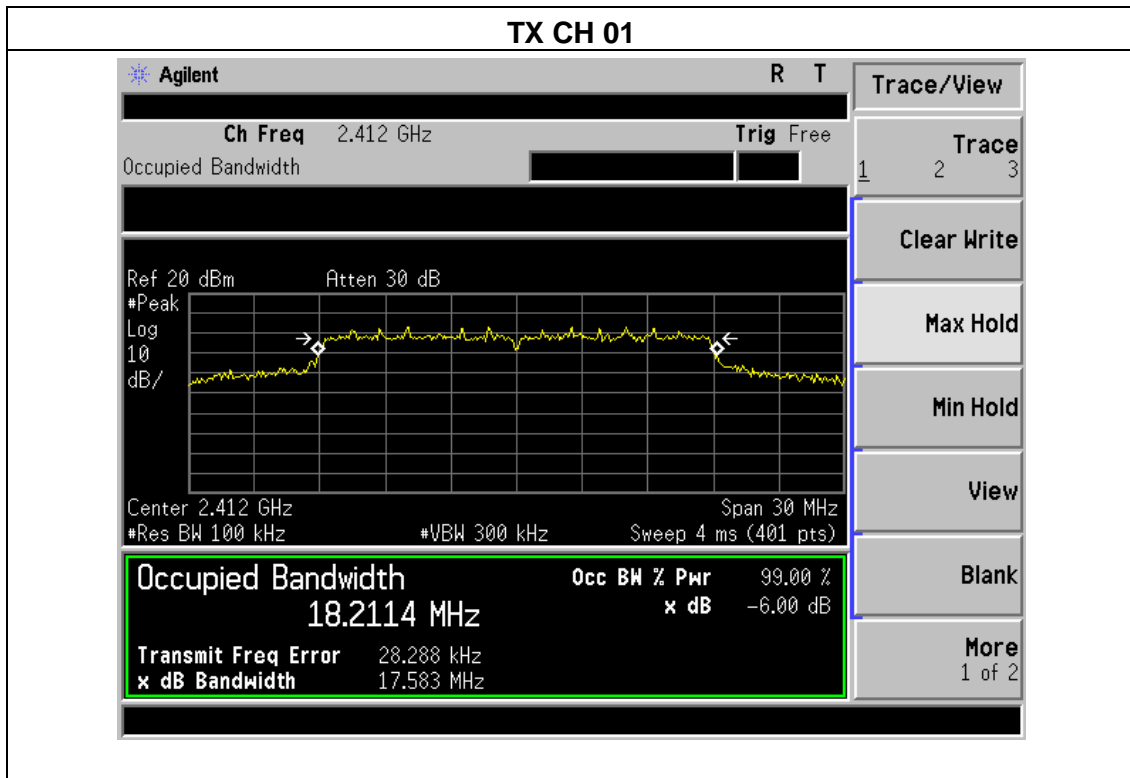 TX CH 01
Agilent R T
Trace/View
Ch Freq 2.412 GHz Trig Free
Occupied Bandwidth
Trace
1 2 3
Clear Write
Max Hold
Min Hold
View
Blank
More
1 of 2
Ref 20 dBm Atten 30 dB
#Peak
Log
10
dB/
Center 2.412 GHz Span 30 MHz
#Res BW 100 kHz #VBW 300 kHz Sweep 4 ms (401 pts)
Occupied Bandwidth Occ BW % Pwr 99.00 %
18.2114 MHz x dB -6.00 dB
Transmit Freq Error 28.288 kHz
x dB Bandwidth 17.583 MHz